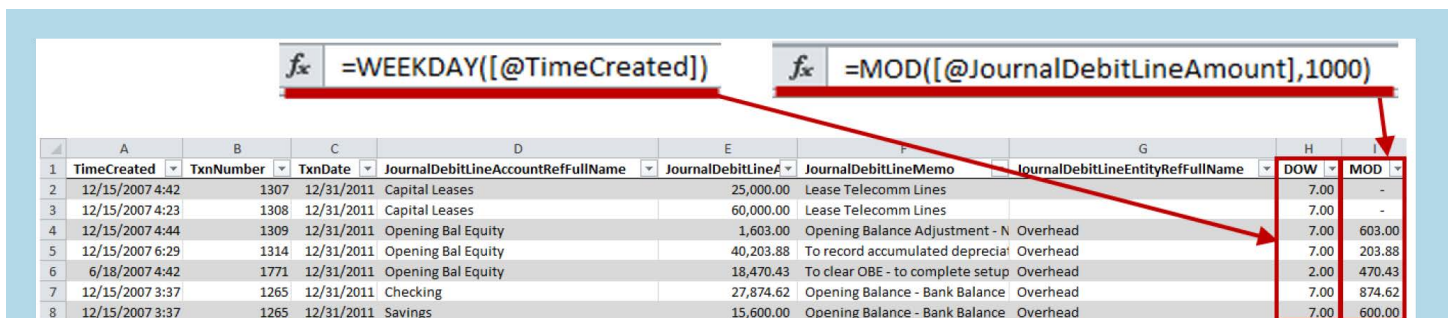 fx =WEEKDAY([@TimeCreated]) fx =MOD([@JournalDebitLineAmount],1000)
A B C D E F G H I
1 TimeCreated TxnNumber TxnDate JournalDebitLineAccountRefFullName JournalDebitLineA JournalDebitLineMemo JournalDebitLineEntityRefFullName DOW MOD
2 12/15/2007 4:42 1307 12/31/2011 Capital Leases 25,000.00 Lease Telecomm Lines 7.00 -
3 12/15/2007 4:23 1308 12/31/2011 Capital Leases 60,000.00 Lease Telecomm Lines 7.00 -
4 12/15/2007 4:44 1309 12/31/2011 Opening Bal Equity 1,603.00 Opening Balance Adjustment - N Overhead 7.00 603.00
5 12/15/2007 6:29 1314 12/31/2011 Opening Bal Equity 40,203.88 To record accumulated depreciat Overhead 7.00 203.88
6 6/18/2007 4:42 1771 12/31/2011 Opening Bal Equity 18,470.43 To clear OBE - to complete setup Overhead 2.00 470.43
7 12/15/2007 3:37 1265 12/31/2011 Checking 27,874.62 Opening Balance - Bank Balance Overhead 7.00 874.62
8 12/15/2007 3:37 1265 12/31/2011 Savings 15,600.00 Opening Balance - Bank Balance Overhead 7.00 600.00